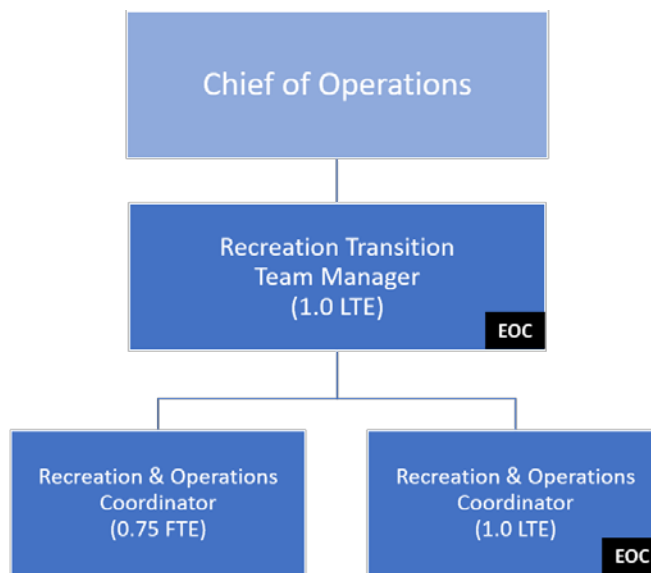 Chief of Operations
Recreation Transition
Team Manager
(1.0 LTE)
EOC
Recreation & Operations
Coordinator
(0.75 FTE)
Recreation & Operations
Coordinator
(1.0 LTE)
EOC